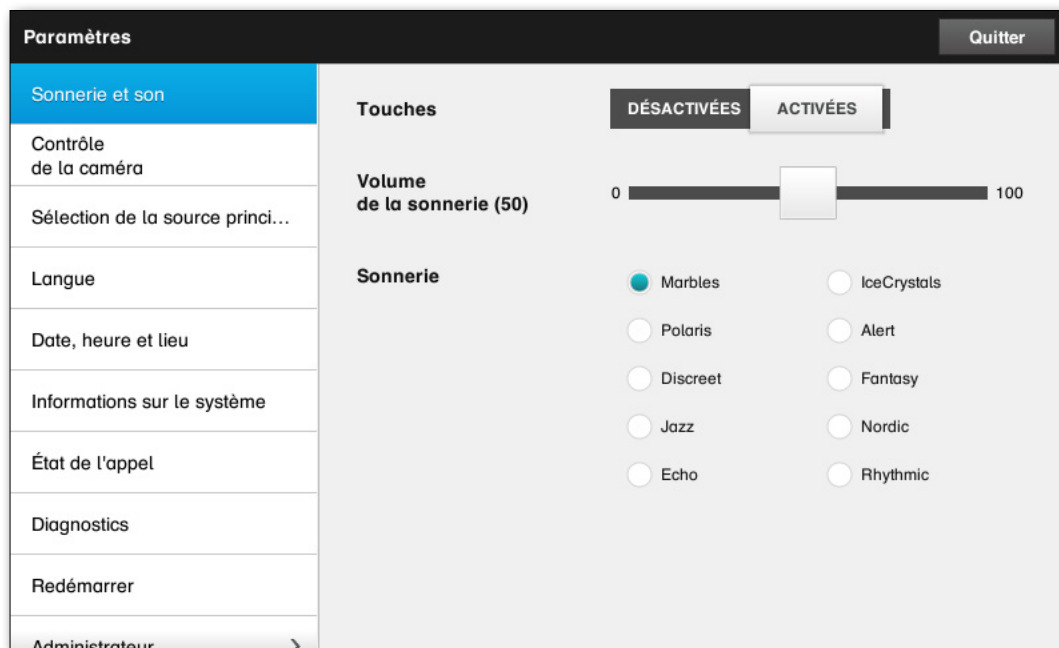 Paramètres
Quitter
Sonnerie et son
Contrôle
de la caméra
Sélection de la source princi…
Langue
Date, heure et lieu
Informations sur le système
État de l'appel
Diagnostics
Redémarrer
Administrateur
Touches
DÉSACTIVÉES ACTIVÉES
Volume
de la sonnerie (50)
0 100
Sonnerie
Marbles IceCrystals
Polaris Alert
Discreet Fantasy
Jazz Nordic
Echo Rhythmic